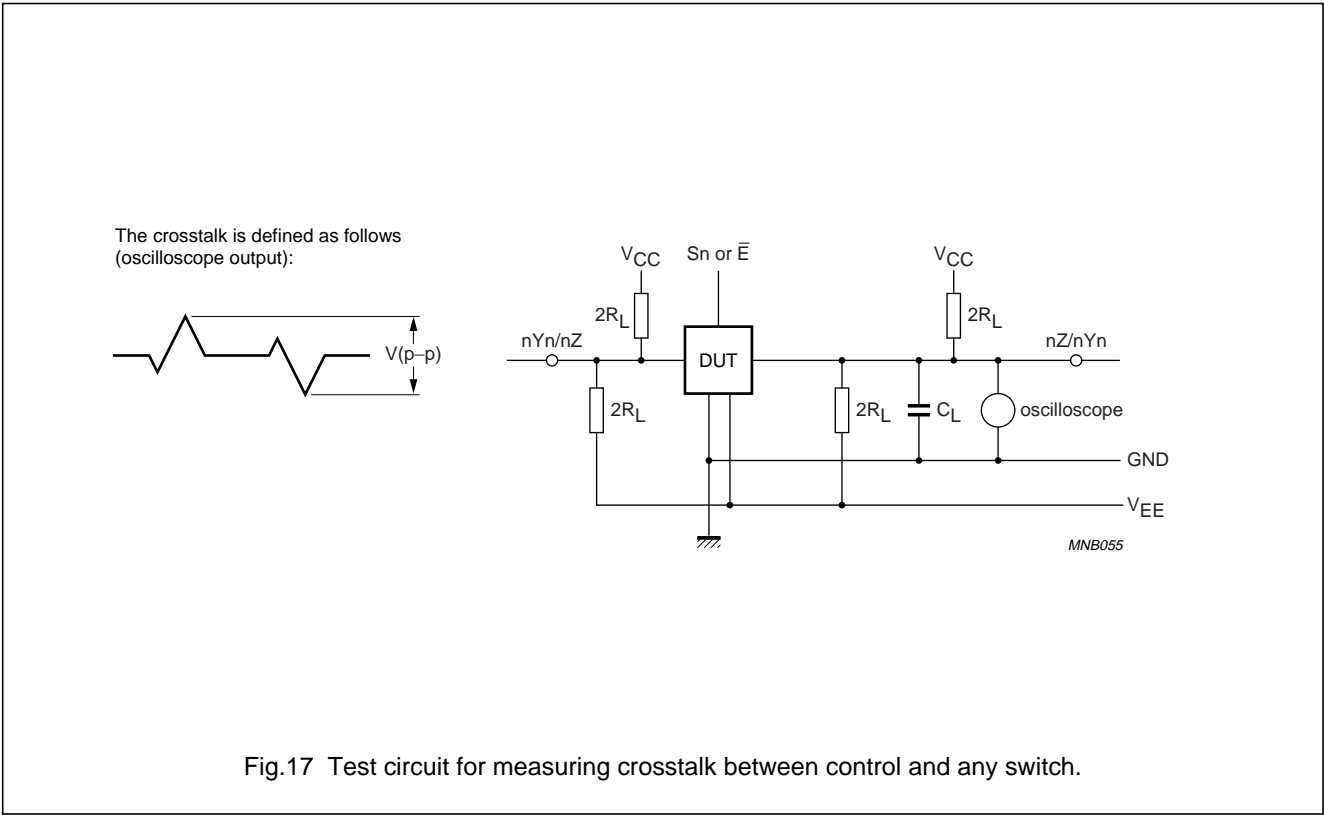 The crosstalk is defined as follows
(oscilloscope output):
V(p–p)
VCC
Sn or E̅
VCC
2RL
2RL
nYn/nZ
nZ/nYn
DUT
2RL
2RL
CL
oscilloscope
GND
VEE
MNB055
Fig.17 Test circuit for measuring crosstalk between control and any switch.